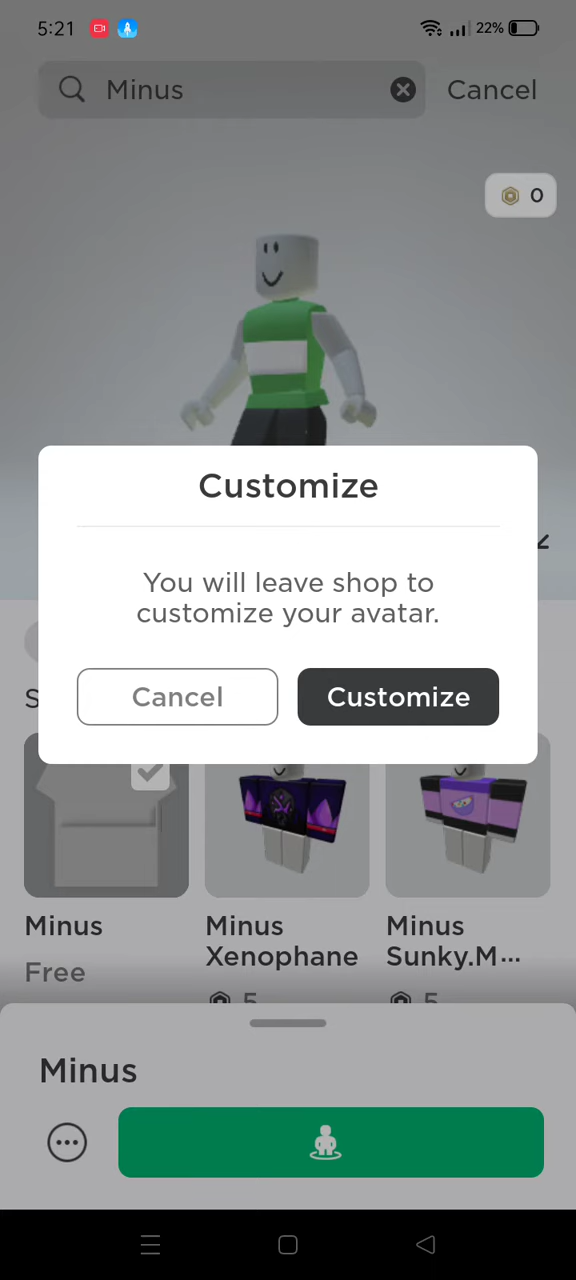 5:21
22%
Minus
Cancel
0
Customize
You will leave shop to
customize your avatar.
Cancel
Customize
S
Minus
Free
Minus
Xenophane
5
Minus
Sunky.M...
5
Minus